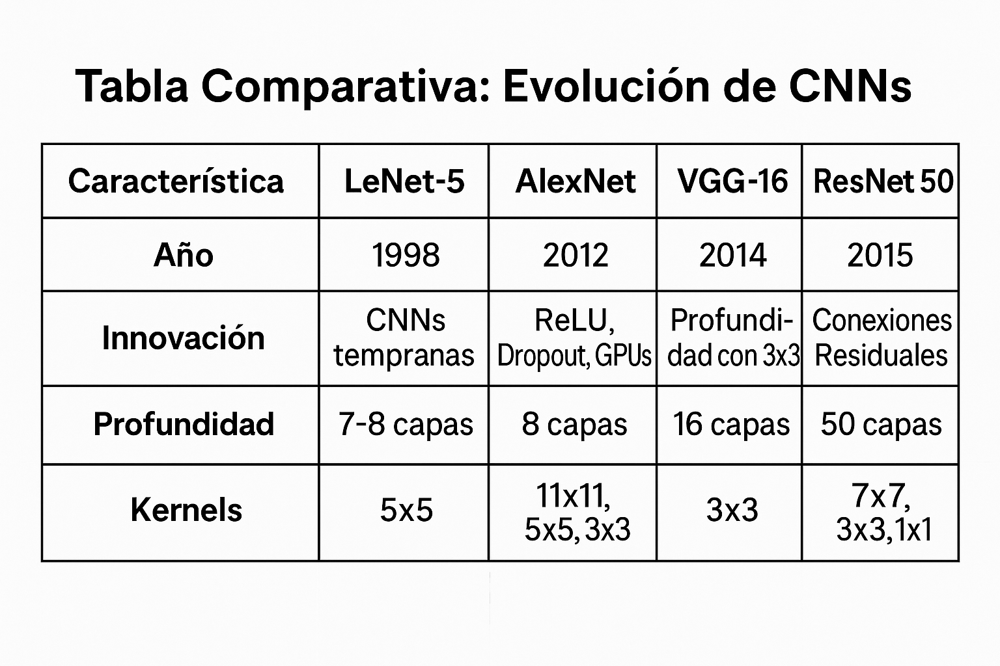 Tabla Comparativa: Evolución de CNNs
Característica LeNet-5 AlexNet VGG-16 ResNet 50
Año 1998 2012 2014 2015
Innovación
CNNs
tempranas
ReLU,
Dropout, GPUs
Profundi-
dad con 3x3
Conexiones
Residuales
Profundidad 7-8 capas 8 capas 16 capas 50 capas
Kernels
5x5
11x11,
5x5, 3x3
3x3
7x7,
3x3, 1x1